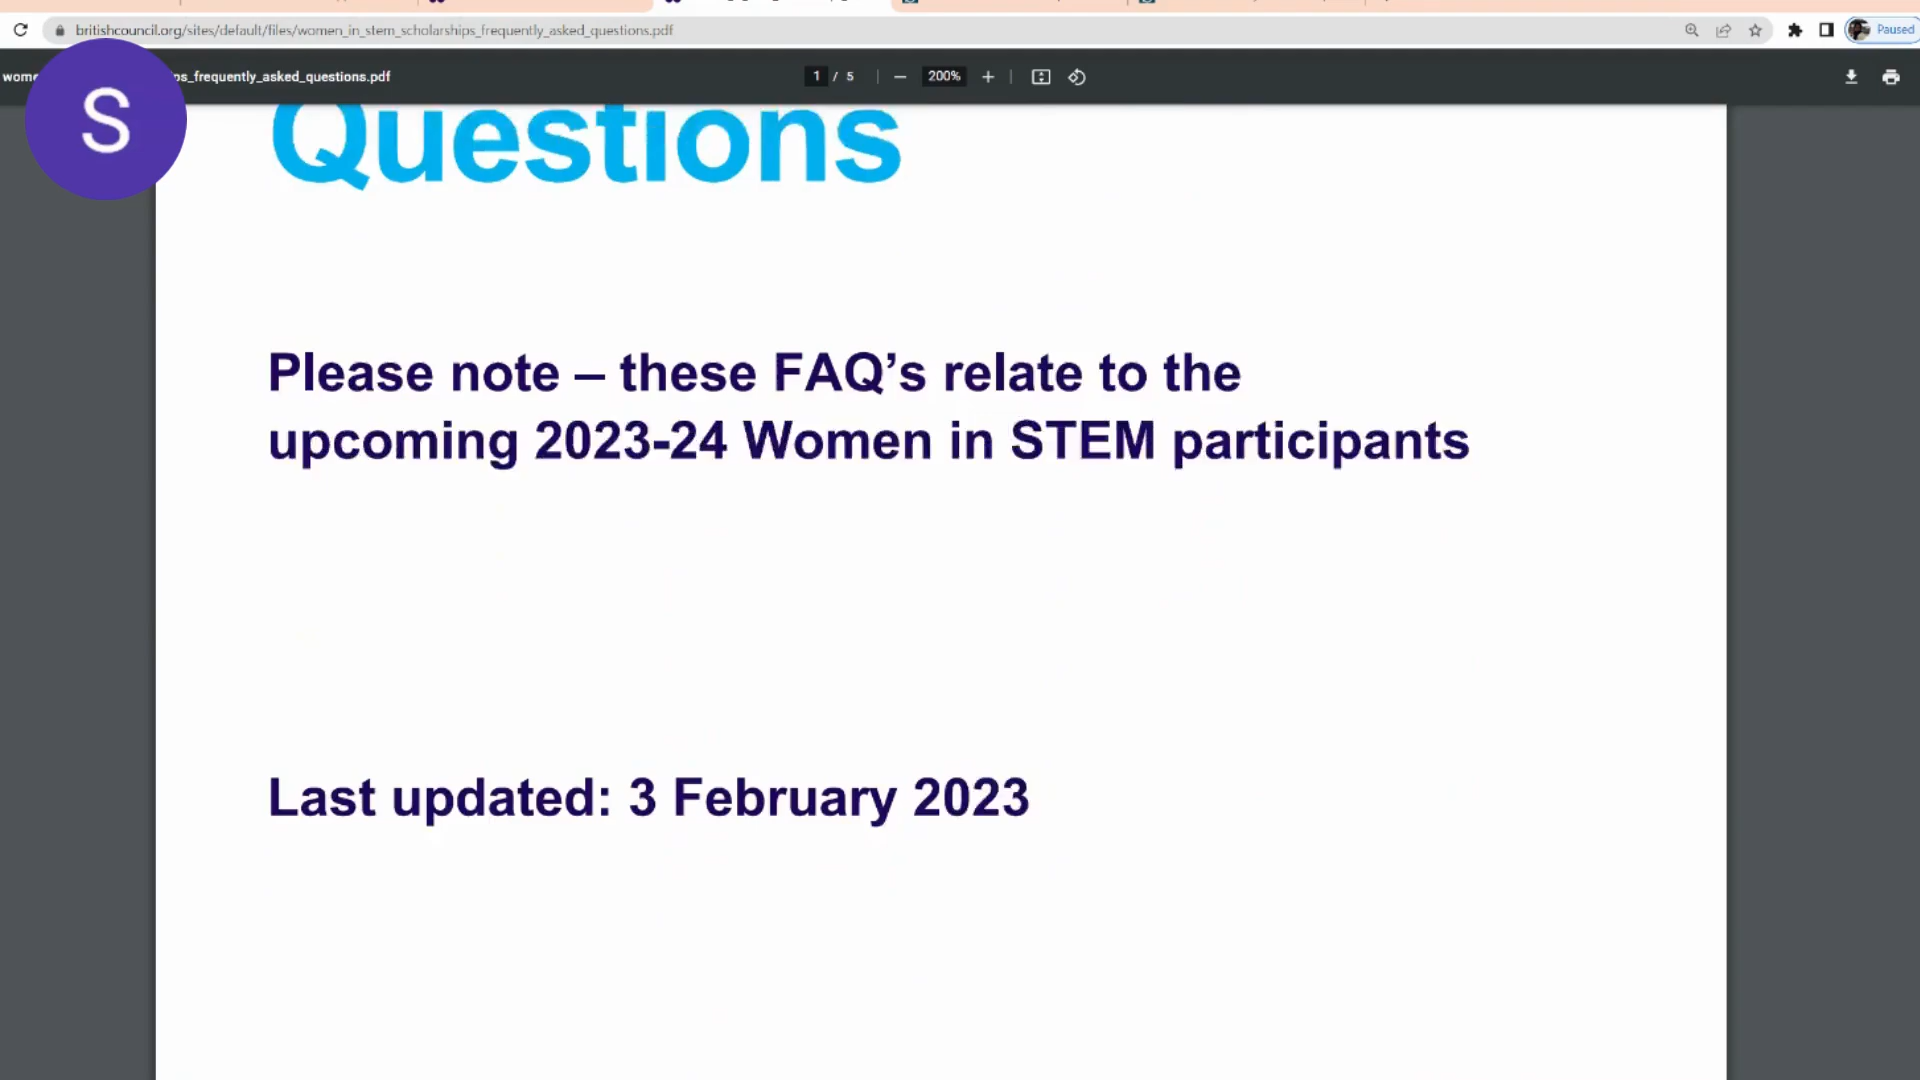 britishcouncil.org/sites/default/files/women_in_stem_scholarships_frequently_asked_questions.pdf
Paused
ps_frequently_asked_questions.pdf
1 / 5
200%
S
Questions
Please note – these FAQ’s relate to the
upcoming 2023-24 Women in STEM participants
Last updated: 3 February 2023